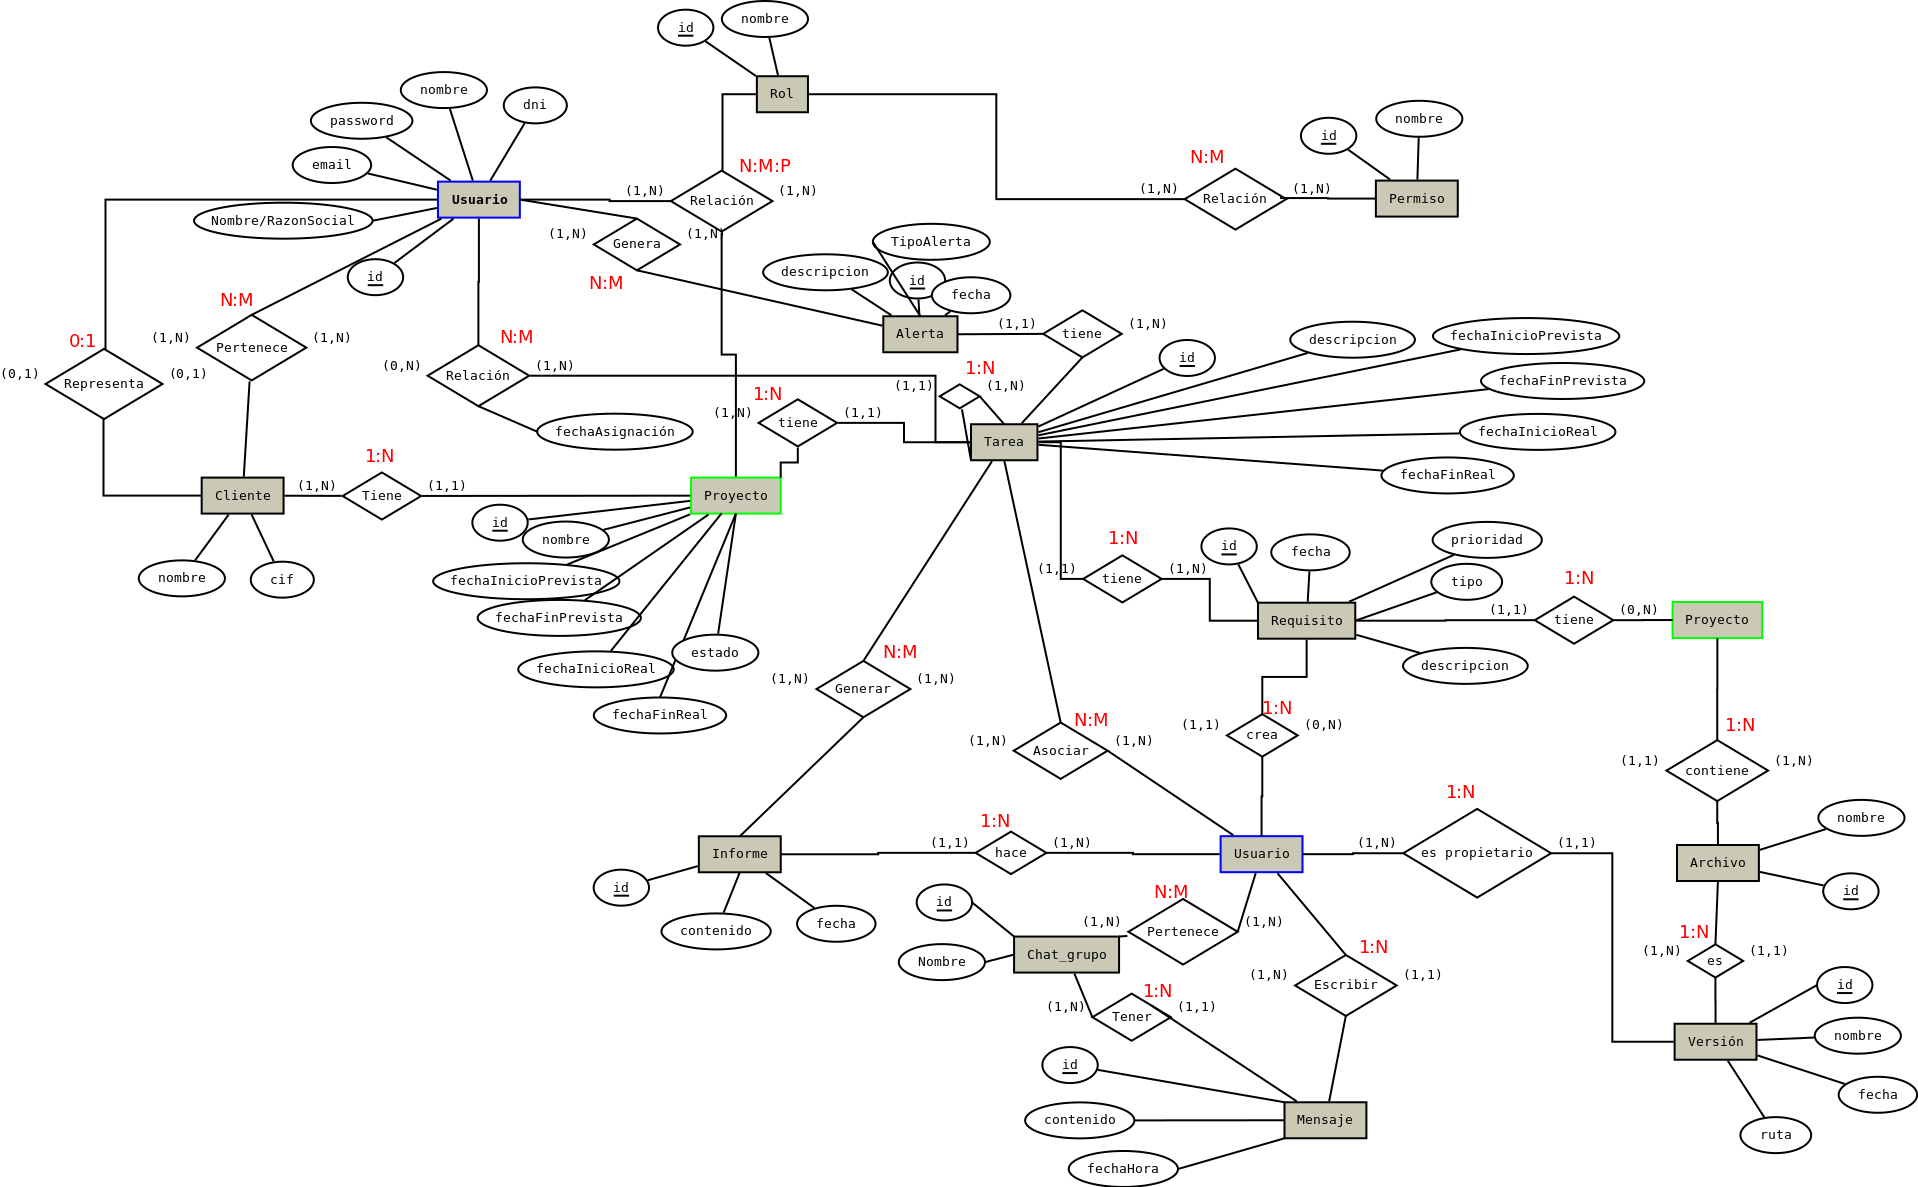 nombre
id
nombre
dni
password
Rol
nombre
id
email
N:M
N:M:P
(1,N)
(1,N)
(1,N)
(1,N)
Usuario
Relación
Relación
Permiso
Nombre/RazonSocial
(1,N)
(1,N)
Genera
TipoAlerta
descripcion
id
id
fecha
N:M
N:M
(1,1)
(1,N)
Alerta
tiene
0:1
N:M
(1,N)
(1,N)
Pertenece
descripcion
fechaInicioPrevista
id
(0,1)
(0,1)
Representa
(0,N)
(1,N)
Relación
1:N
(1,1)
(1,N)
fechaFinPrevista
1:N
(1,N)
(1,1)
tiene
fechaAsignación
Tarea
fechaInicioReal
1:N
fechaFinReal
Cliente
(1,N)
(1,1)
Tiene
Proyecto
id
nombre
1:N
id
fecha
prioridad
nombre
cif
fechaInicioPrevista
(1,1)
(1,N)
tiene
tipo
1:N
fechaFinPrevista
Requisito
(1,1)
(0,N)
tiene
Proyecto
fechaInicioReal
estado
N:M
descripcion
(1,N)
(1,N)
Generar
fechaFinReal
N:M
1:N
1:N
(1,1)
(0,N)
crea
(1,N)
(1,N)
Asociar
(1,1)
(1,N)
contiene
1:N
1:N
nombre
Informe
(1,1)
(1,N)
hace
Usuario
(1,N)
(1,1)
es propietario
Archivo
id
id
N:M
id
contenido
fecha
(1,N)
(1,N)
Pertenece
1:N
Nombre
Chat_grupo
1:N
(1,N)
(1,1)
es
(1,N)
(1,1)
Escribir
id
1:N
(1,N)
(1,1)
Tener
Versión
nombre
id
fecha
contenido
Mensaje
ruta
fechaHora